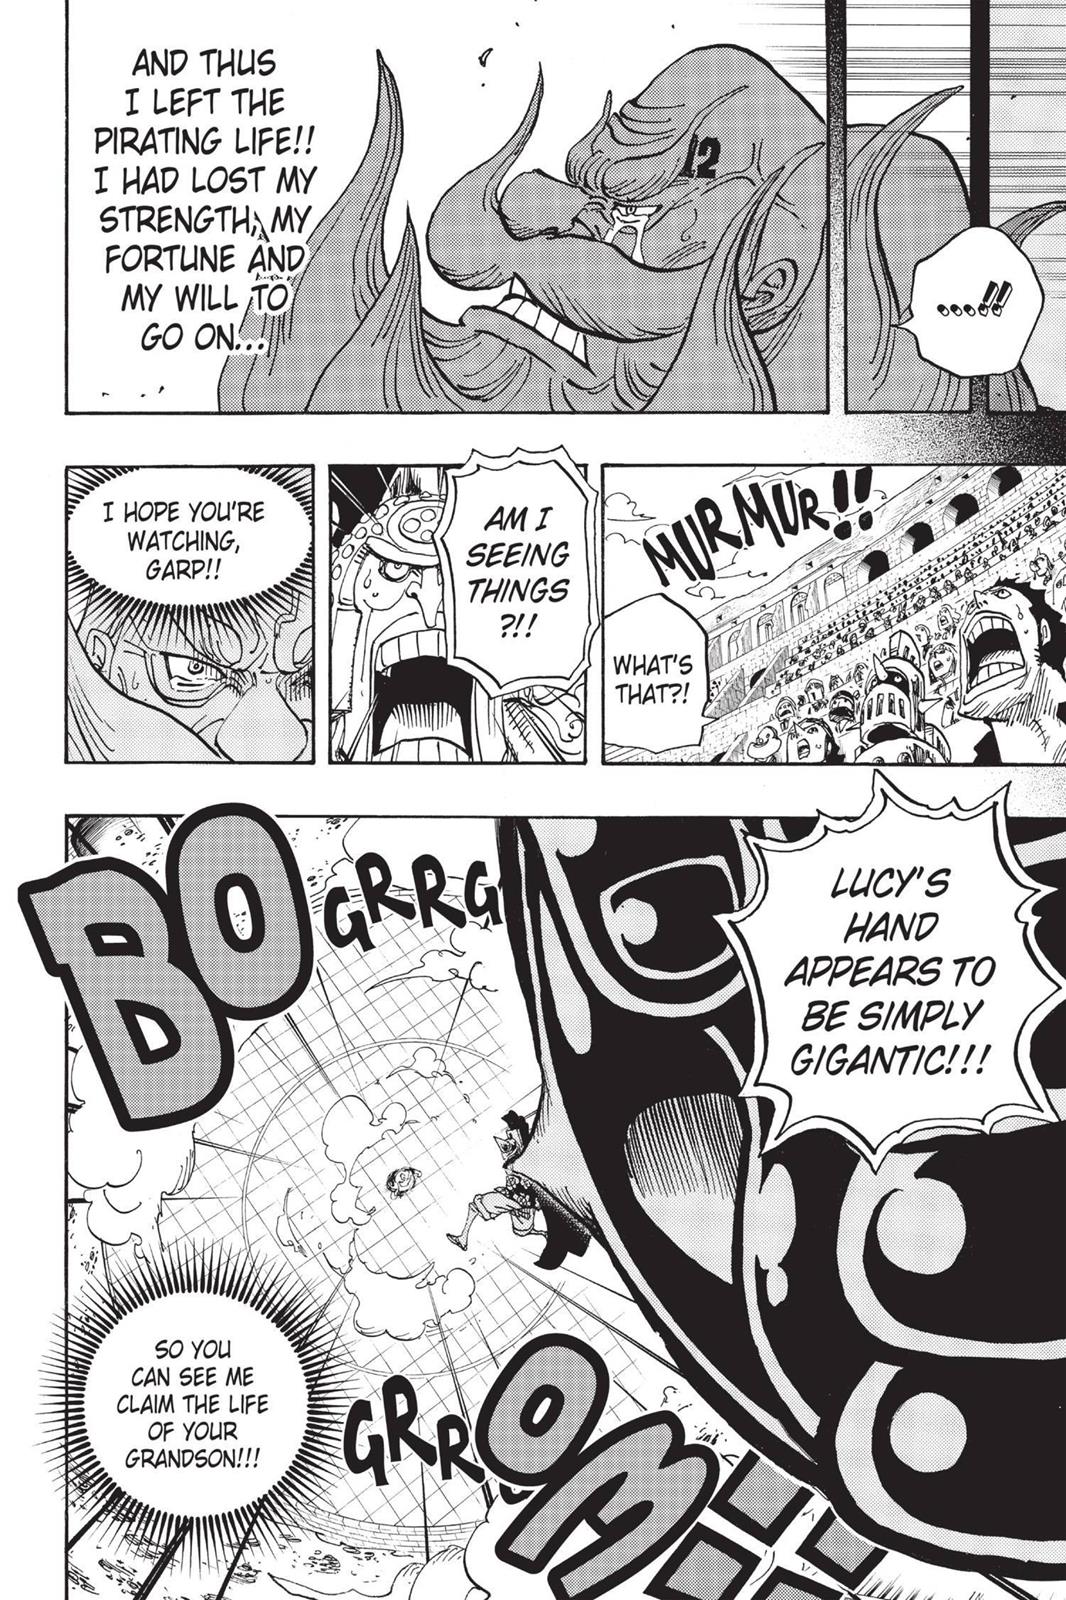 .....!!
AND THUS
I LEFT THE
PIRATING LIFE!!
I HAD LOST MY
STRENGTH, MY
FORTUNE AND
MY WILL TO
GO ON...
12
MURMUR!!
WHAT'S
THAT?!
AM I
SEEING
THINGS
?!!
I HOPE YOU'RE
WATCHING,
GARP!!
LUCY'S
HAND
APPEARS TO
BE SIMPLY
GIGANTIC!!!
GRRG
BO
SO YOU
CAN SEE ME
CLAIM THE LIFE
OF YOUR
GRANDSON!!!
GRR
OM